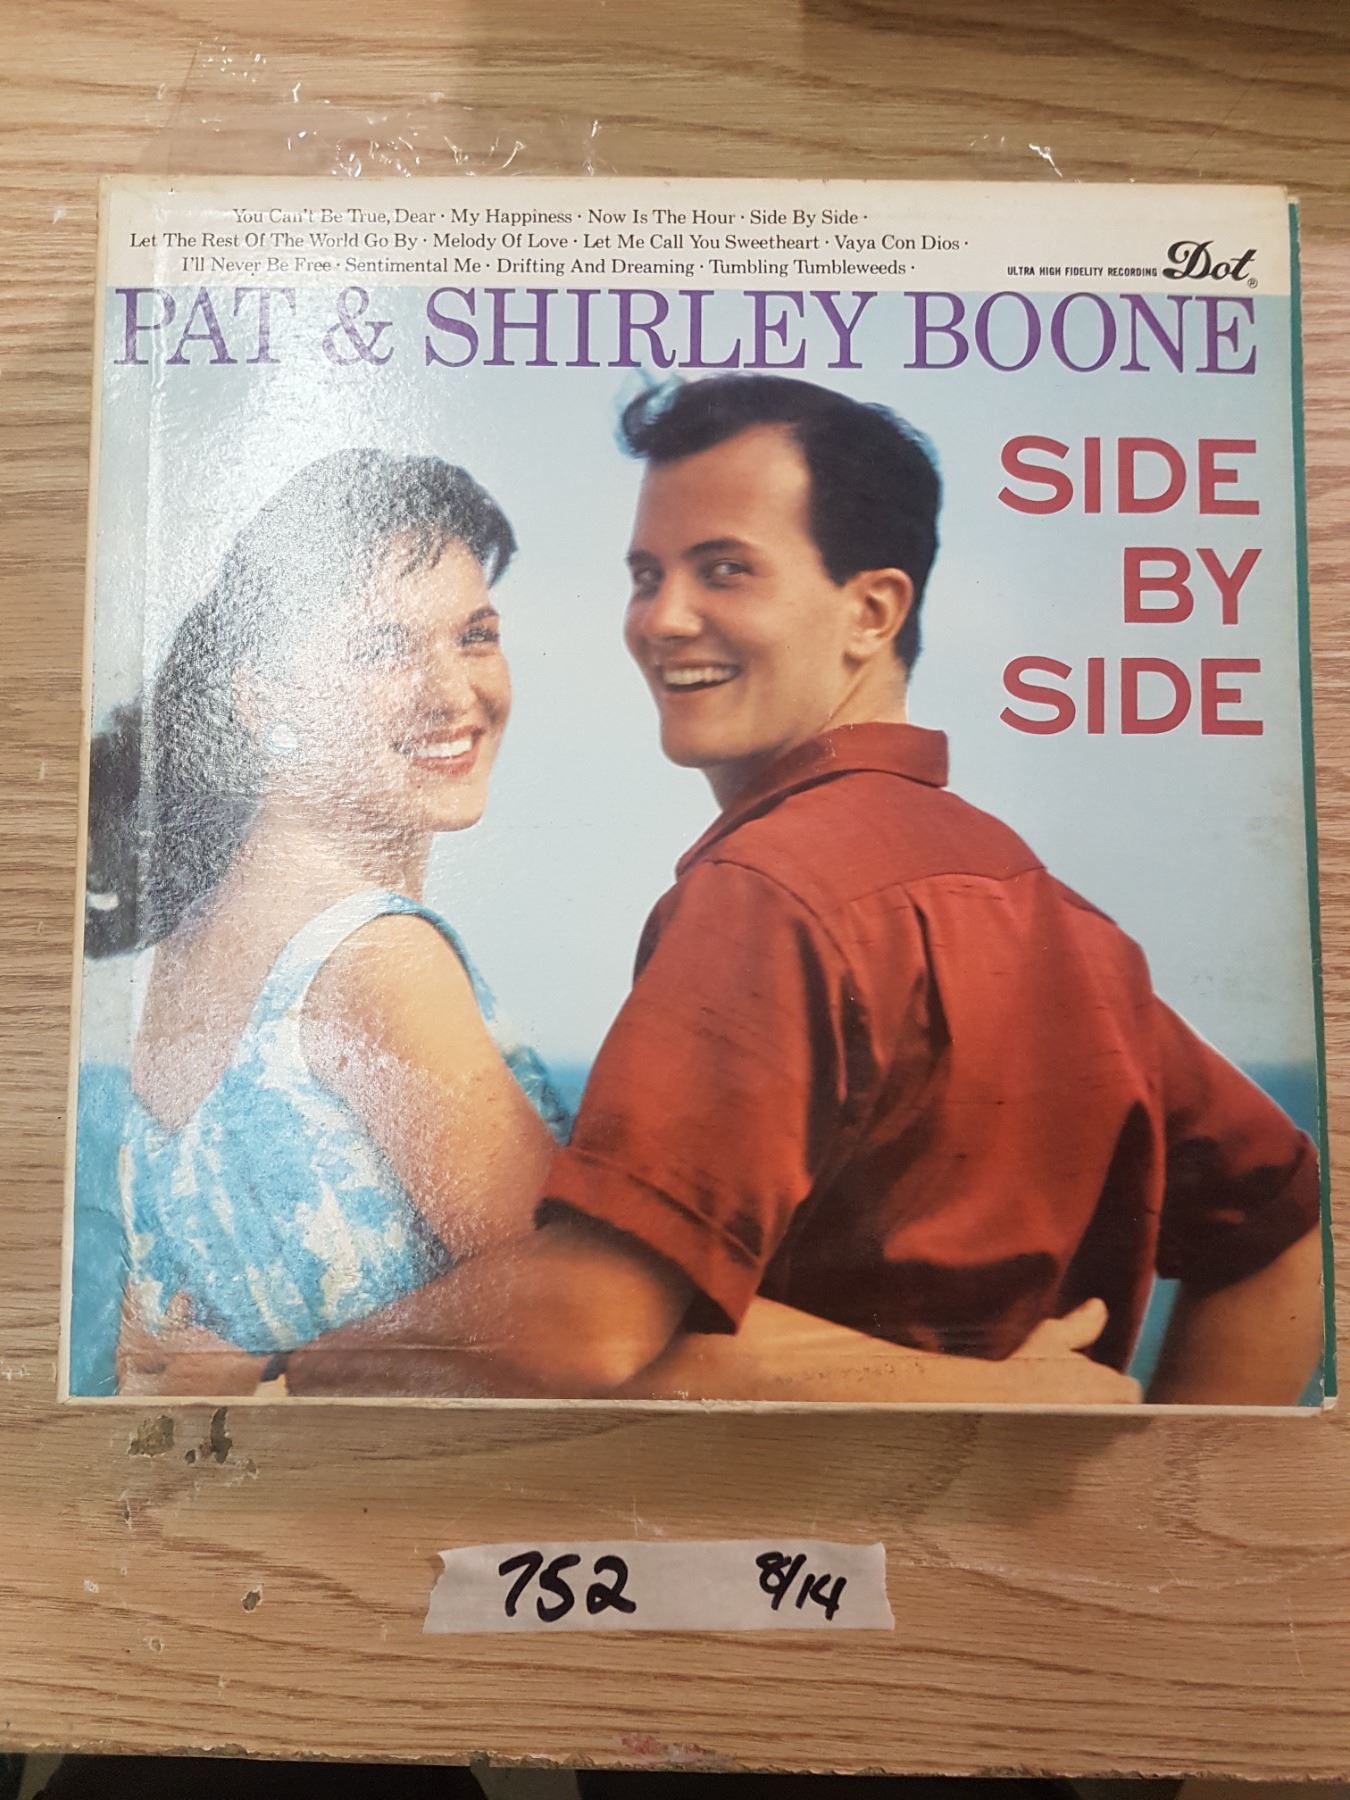 You Can't Be True, Dear · My Happiness · Now Is The Hour · Side By Side ·
Let The Rest Of The World Go By · Melody Of Love · Let Me Call You Sweetheart · Vaya Con Dios ·
I'll Never Be Free · Sentimental Me · Drifting And Dreaming · Tumbling Tumbleweeds ·
ULTRA HIGH FIDELITY RECORDING Dot®
PAT & SHIRLEY BOONE
SIDE
BY
SIDE
752 8/14